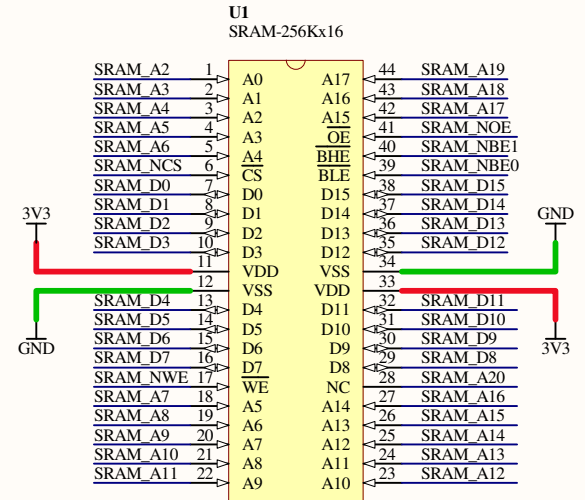 U1
SRAM-256Kx16
SRAM_A2 1 A0 A17 44 SRAM_A19
SRAM_A3 2 A1 A16 43 SRAM_A18
SRAM_A4 3 A2 A15 42 SRAM_A17
SRAM_A5 4 A3 OE 41 SRAM_NOE
SRAM_A6 5 A4 BHE 40 SRAM_NBE1
SRAM_NCS 6 CS BLE 39 SRAM_NBE0
SRAM_D0 7 D0 D15 38 SRAM_D15
SRAM_D1 8 D1 D14 37 SRAM_D14
SRAM_D2 9 D2 D13 36 SRAM_D13
SRAM_D3 10 D3 D12 35 SRAM_D12
3V3 11 VDD VSS 34 GND
GND 12 VSS VDD 33 3V3
SRAM_D4 13 D4 D11 32 SRAM_D11
SRAM_D5 14 D5 D10 31 SRAM_D10
SRAM_D6 15 D6 D9 30 SRAM_D9
SRAM_D7 16 D7 D8 29 SRAM_D8
SRAM_NWE 17 WE NC 28 SRAM_A20
SRAM_A7 18 A5 A14 27 SRAM_A16
SRAM_A8 19 A6 A13 26 SRAM_A15
SRAM_A9 20 A7 A12 25 SRAM_A14
SRAM_A10 21 A8 A11 24 SRAM_A13
SRAM_A11 22 A9 A10 23 SRAM_A12